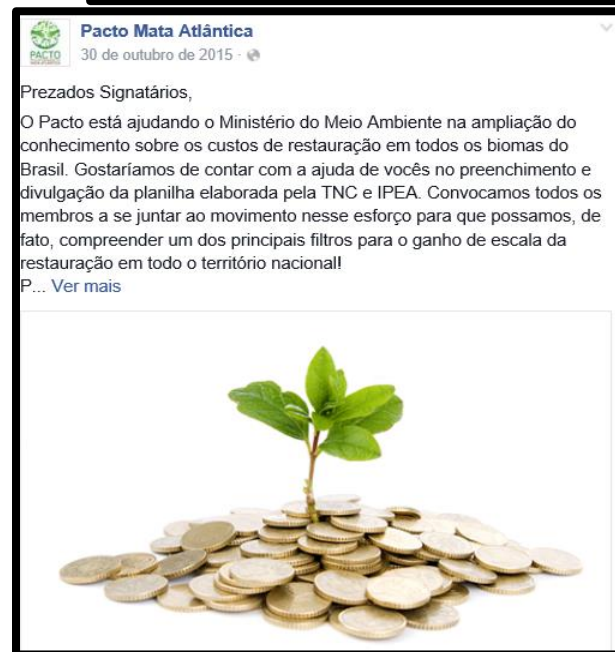 PACTO
Pacto Mata Atlântica
30 de outubro de 2015 ·
Prezados Signatários,
O Pacto está ajudando o Ministério do Meio Ambiente na ampliação do
conhecimento sobre os custos de restauração em todos os biomas do
Brasil. Gostaríamos de contar com a ajuda de vocês no preenchimento e
divulgação da planilha elaborada pela TNC e IPEA. Convocamos todos os
membros a se juntar ao movimento nesse esforço para que possamos, de
fato, compreender um dos principais filtros para o ganho de escala da
restauração em todo o território nacional!
P... Ver mais